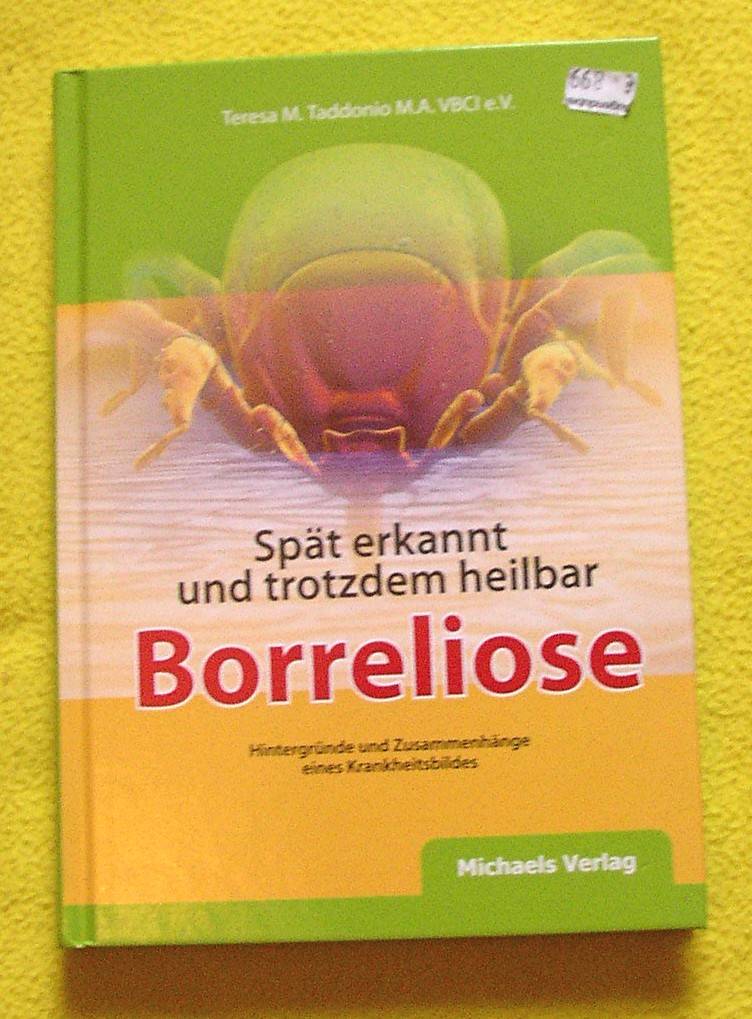 Teresa M. Taddonio M.A. VBCI e.V.
Spät erkannt
und trotzdem heilbar
Borreliose
Hintergründe und Zusammenhänge
eines Krankheitsbildes
Michaels Verlag